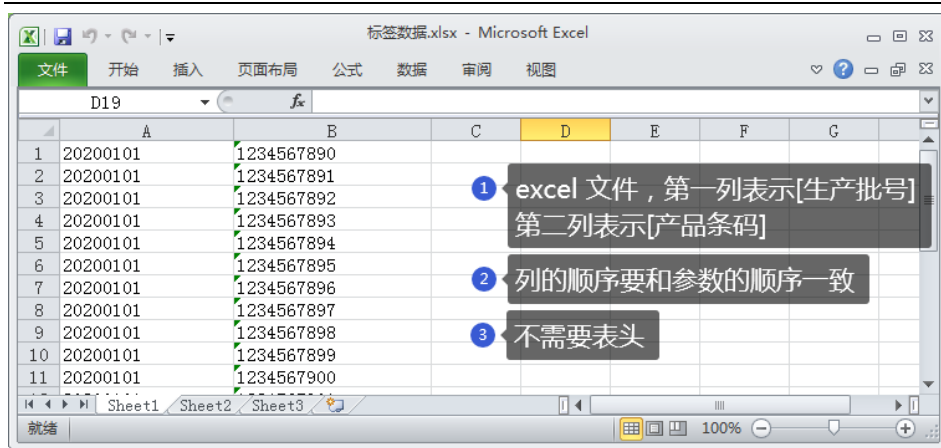 标签数据.xlsx - Microsoft Excel
文件 开始 插入 页面布局 公式 数据 审阅 视图
D19 fx
A B C D E F G
1 20200101 1234567890
2 20200101 1234567891
3 20200101 1234567892
4 20200101 1234567893
5 20200101 1234567894
6 20200101 1234567895
7 20200101 1234567896
8 20200101 1234567897
9 20200101 1234567898
10 20200101 1234567899
11 20200101 1234567900
1 excel 文件，第一列表示[生产批号]
第二列表示[产品条码]
2 列的顺序要和参数的顺序一致
3 不需要表头
Sheet1 Sheet2 Sheet3
就绪 100%